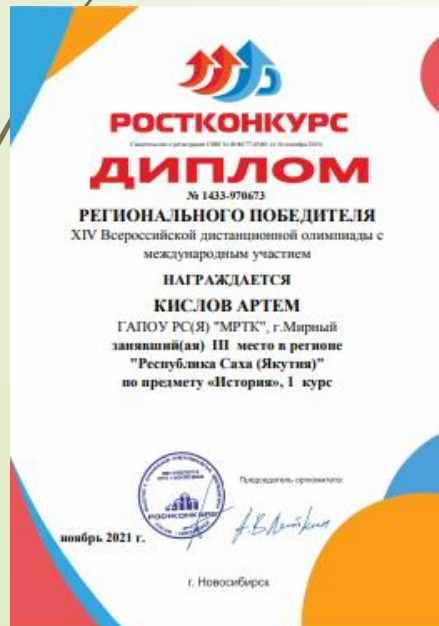 РОСТКОНКУРС
ДИПЛОМ
№ 1433-970673
РЕГИОНАЛЬНОГО ПОБЕДИТЕЛЯ
XIV Всероссийской дистанционной олимпиады с
международным участием
НАГРАЖДАЕТСЯ
КИСЛОВ АРТЕМ
ГАПОУ РС(Я) "МРТК", г.Мирный
занявший(ая) III место в регионе
"Республика Саха (Якутия)"
по предмету «История», 1 курс
Председатель оргкомитета:
РОСТКОНКУРС
ноябрь 2021 г.
г. Новосибирск